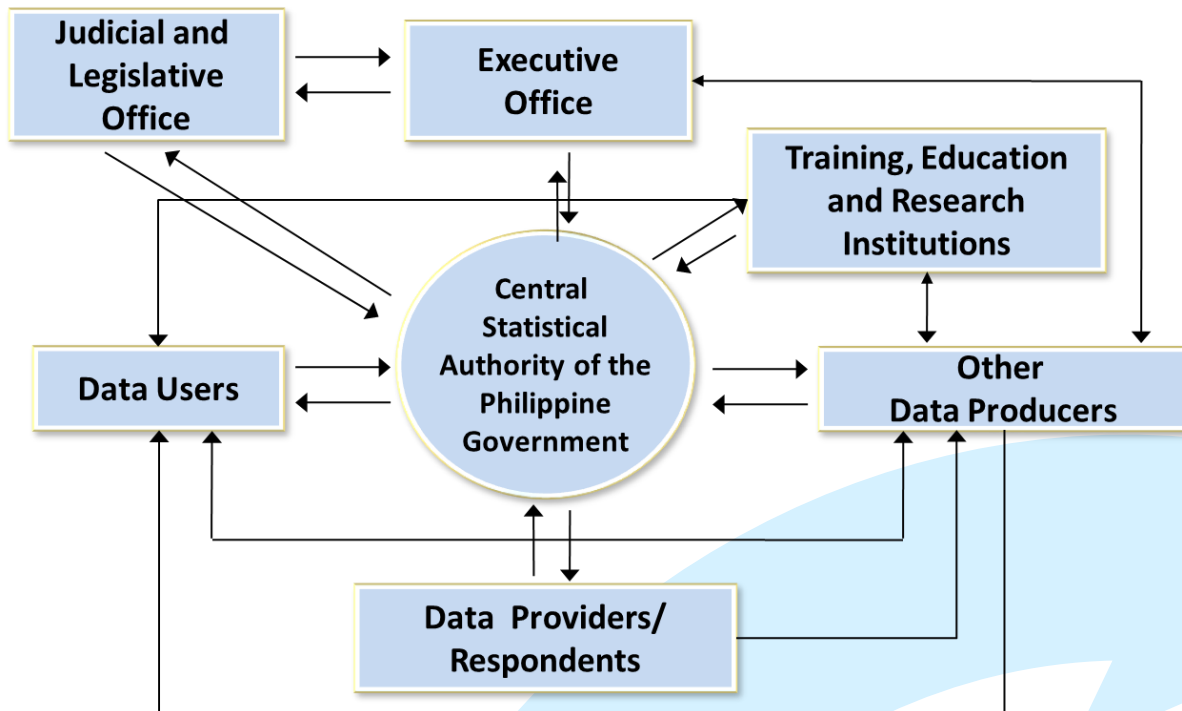 Judicial and
Legislative
Office
Executive
Office
Training, Education
and Research
Institutions
Central
Statistical
Authority of the
Philippine
Government
Data Users
Other
Data Producers
Data Providers/
Respondents